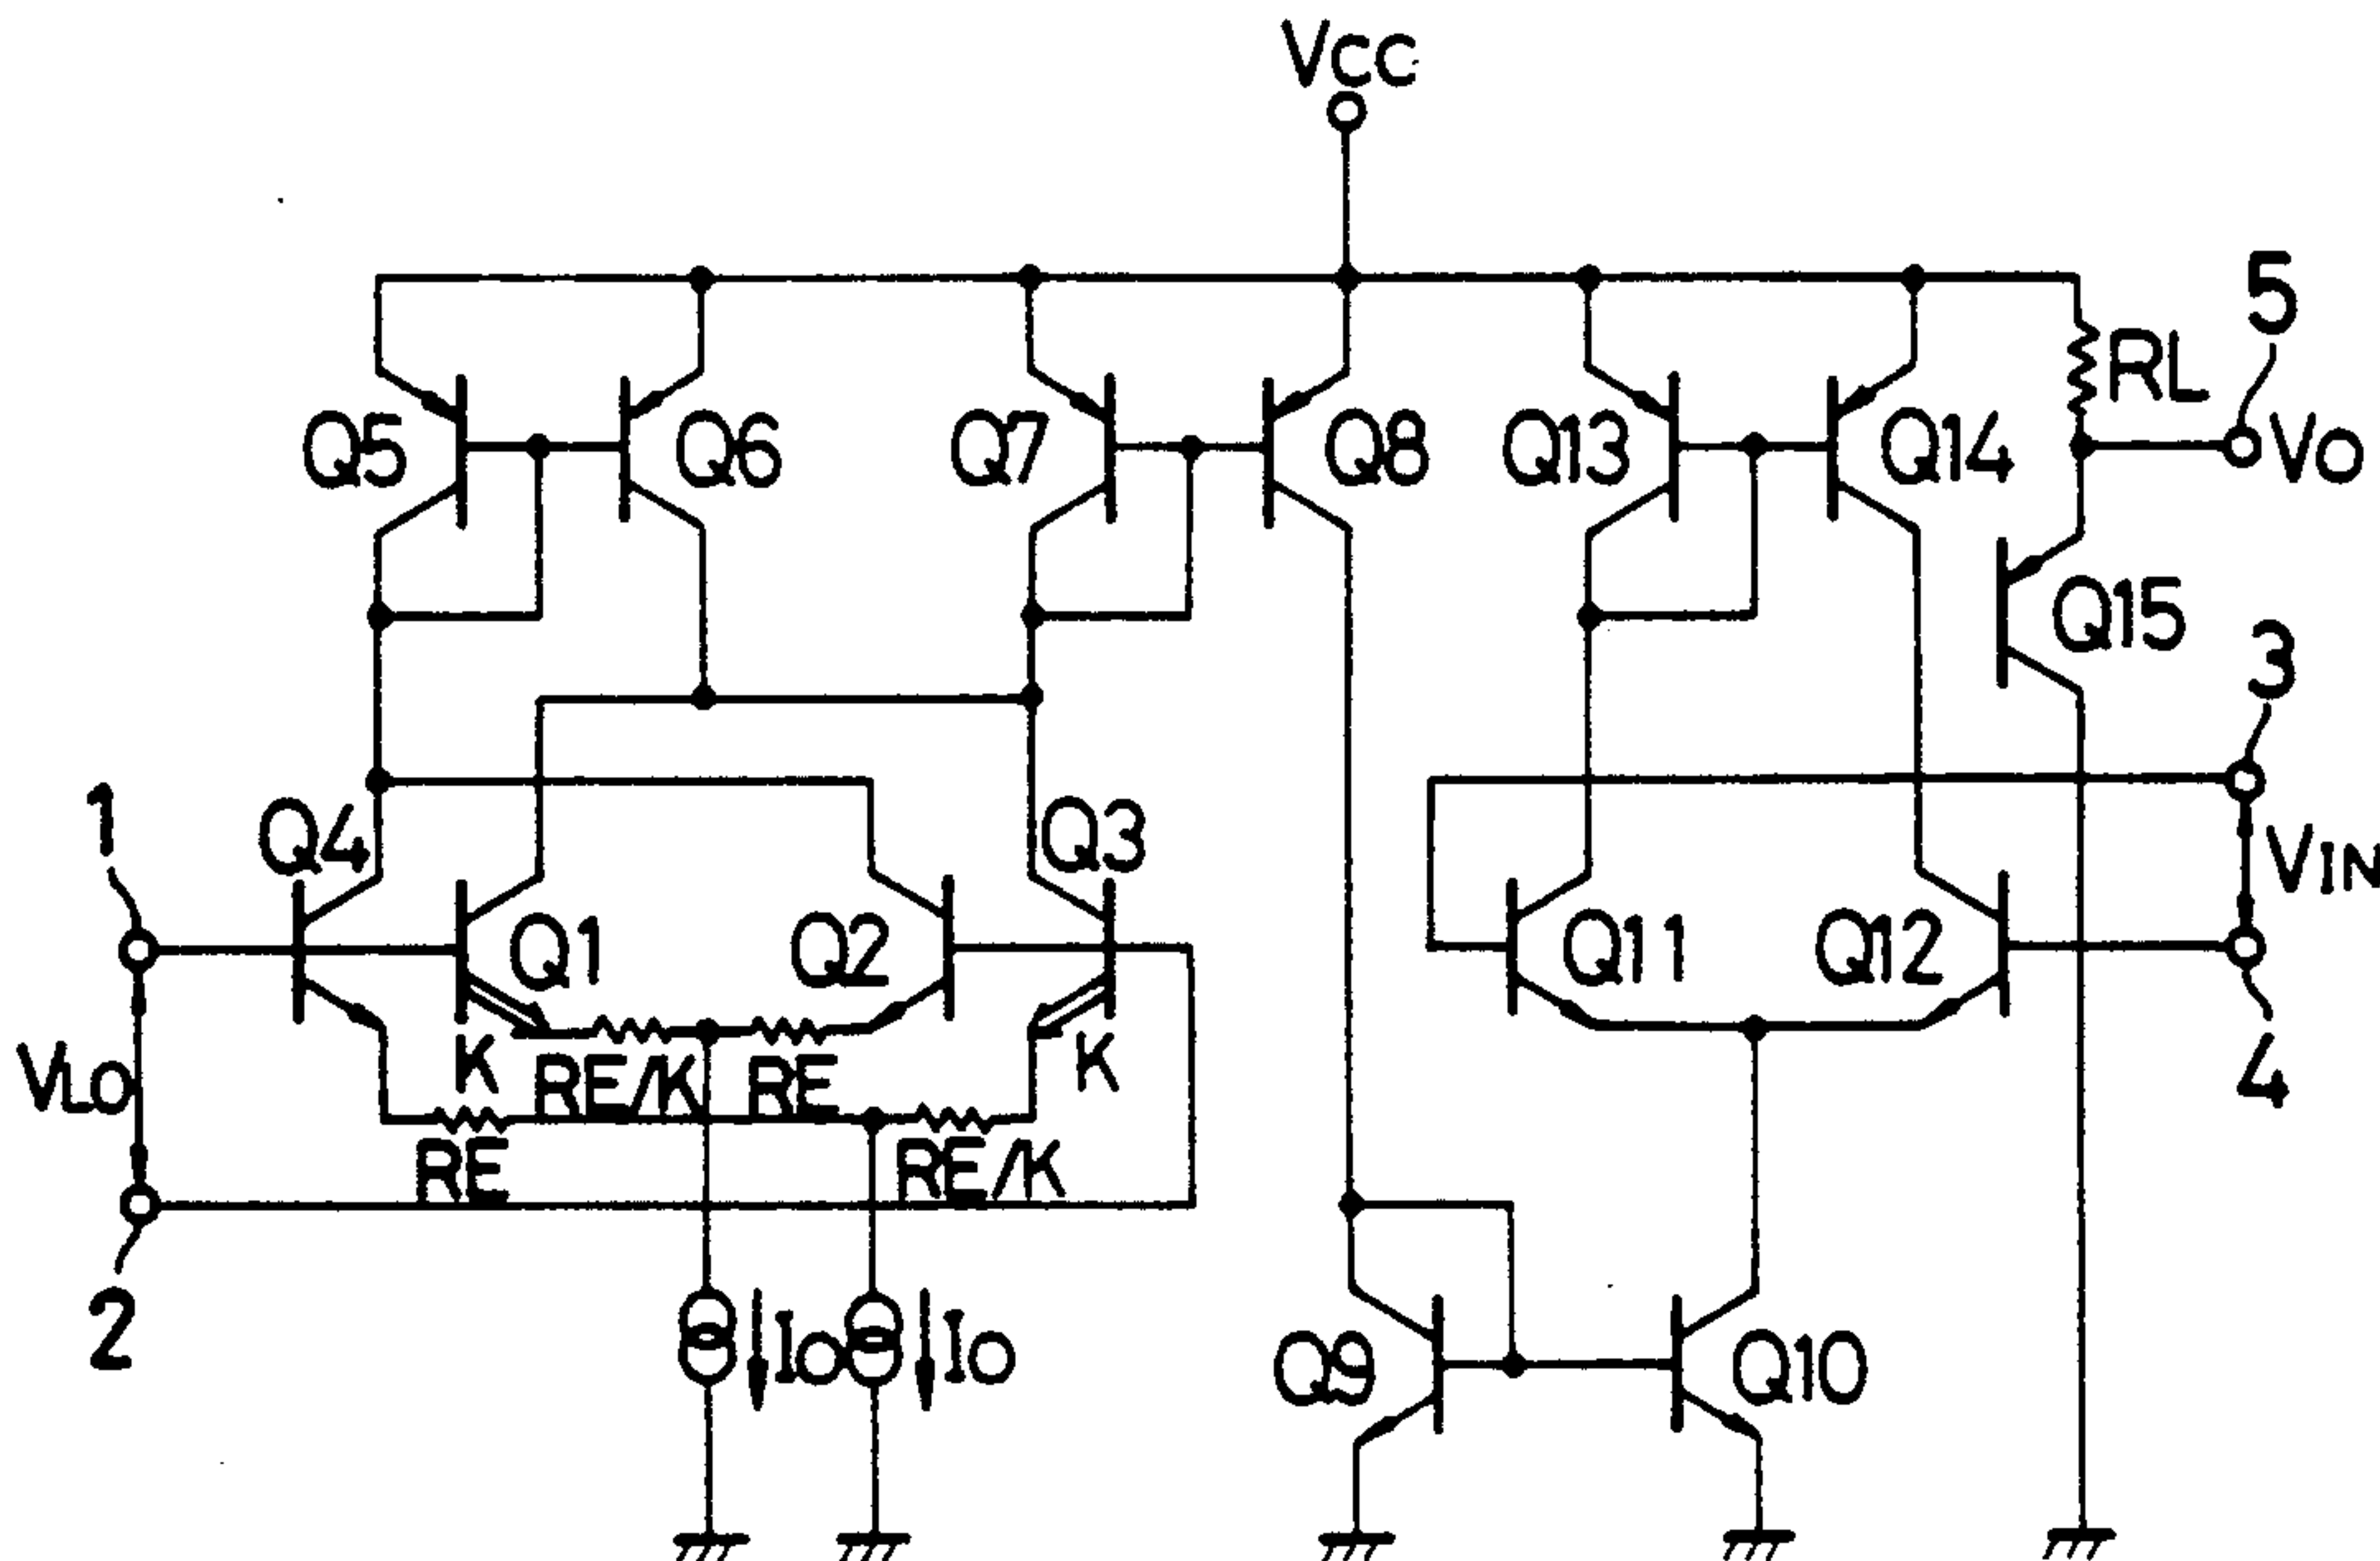 VCC
5
RL
Q5 Q6 Q7 Q8 Q13 Q14 VO
Q15
3
1
Q4 Q3
VIN
Q1 Q2 Q11 Q12
K RE/K RE K
VLO
4
RE RE/K
2
IO IO
Q9 Q10